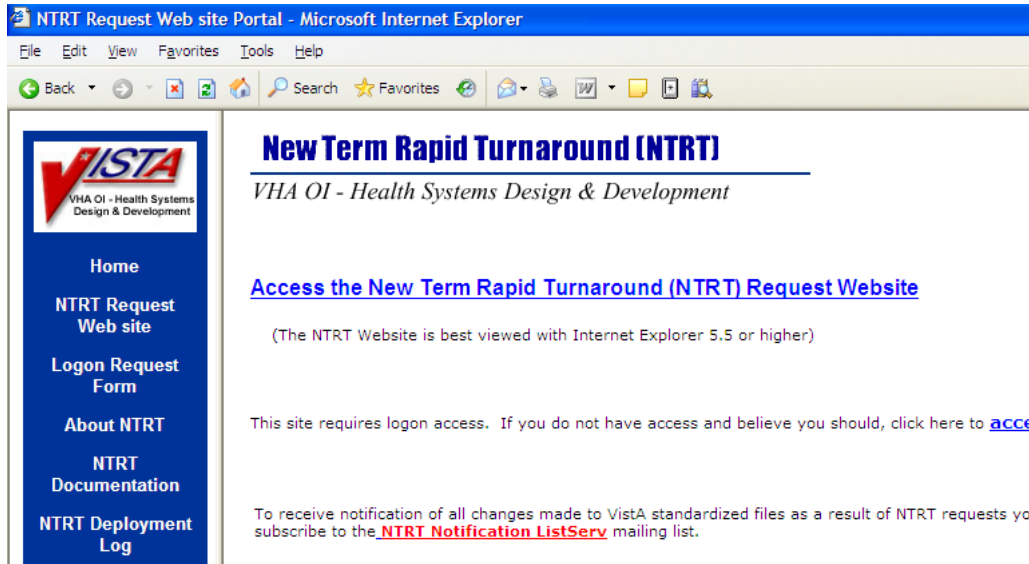 NTRT Request Web site Portal - Microsoft Internet Explorer
File Edit View Favorites Tools Help
Back Search Favorites W
VISTA
VHA OI - Health Systems
Design & Development
Home
NTRT Request
Web site
Logon Request
Form
About NTRT
NTRT
Documentation
NTRT Deployment
Log
New Term Rapid Turnaround (NTRT)
VHA OI - Health Systems Design & Development
Access the New Term Rapid Turnaround (NTRT) Request Website
(The NTRT Website is best viewed with Internet Explorer 5.5 or higher)
This site requires logon access. If you do not have access and believe you should, click here to
To receive notification of all changes made to VistA standardized files as a result of NTRT requests
subscribe to the NTRT Notification ListServ mailing list.